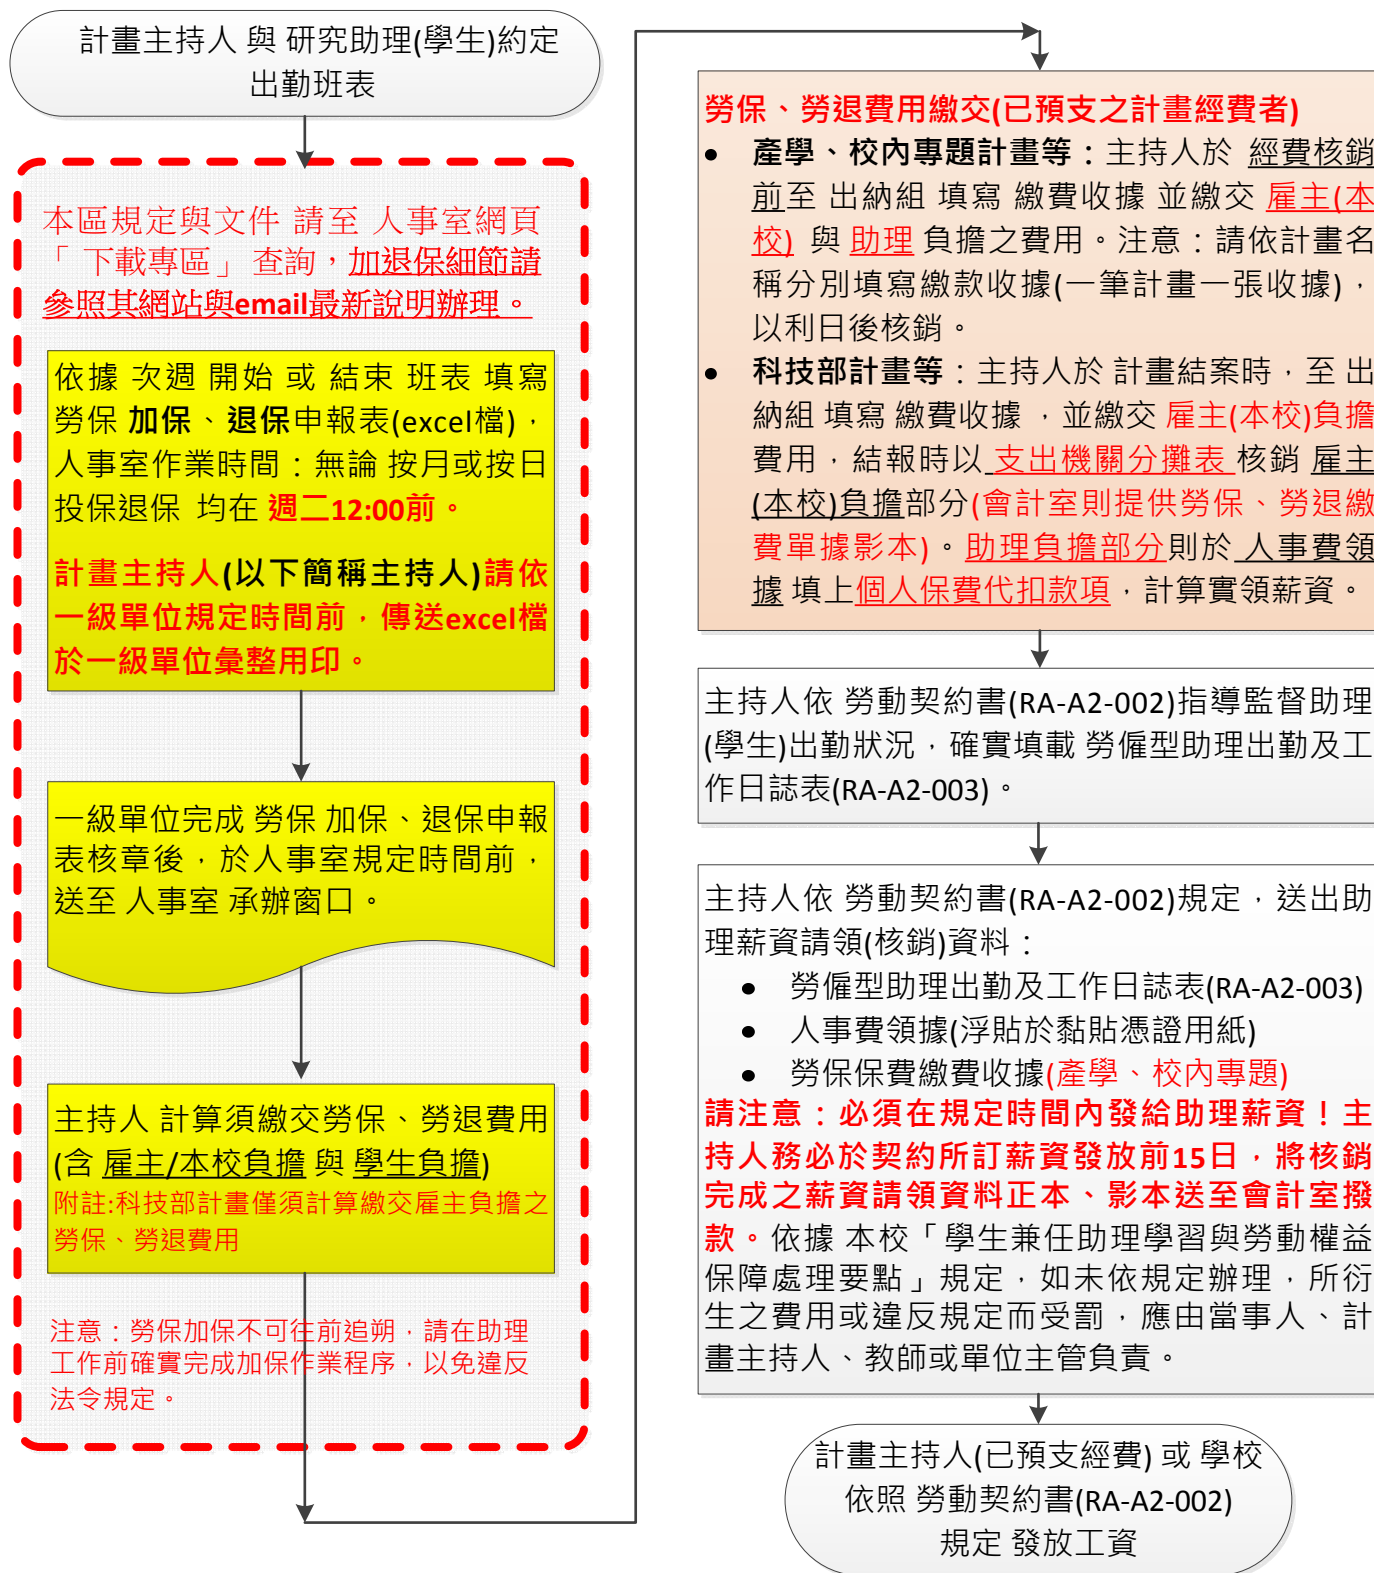 計畫主持人 與 研究助理(學生)約定
出勤班表
本區規定與文件 請至 人事室網頁
「 下載專區」 查詢，加退保細節請
參照其網站與email最新說明辦理。
依據 次週 開始 或 結束 班表 填寫
勞保 加保、退保申報表(excel檔)，
人事室作業時間：無論 按月或按日
投保退保 均在 週二12:00前。
計畫主持人(以下簡稱主持人)請依
一級單位規定時間前，傳送excel檔
於一級單位彙整用印。
一級單位完成 勞保 加保、退保申報
表核章後，於人事室規定時間前，
送至 人事室 承辦窗口。
主持人 計算須繳交勞保、勞退費用
(含 雇主/本校負擔 與 學生負擔)
附註:科技部計畫僅須計算繳交雇主負擔之
勞保、勞退費用
注意：勞保加保不可往前追朔，請在助理
工作前確實完成加保作業程序，以免違反
法令規定。
勞保、勞退費用繳交(已預支之計畫經費者)
• 產學、校內專題計畫等：主持人於 經費核銷
前至 出納組 填寫 繳費收據 並繳交 雇主(本
校) 與 助理 負擔之費用。注意：請依計畫名
稱分別填寫繳款收據(一筆計畫一張收據)，
以利日後核銷。
• 科技部計畫等：主持人於 計畫結案時，至 出
納組 填寫 繳費收據 ，並繳交 雇主(本校)負擔
費用，結報時以 支出機關分攤表 核銷 雇主
(本校)負擔部分(會計室則提供勞保、勞退繳
費單據影本)。助理負擔部分則於 人事費領
據 填上個人保費代扣款項，計算實領薪資。
主持人依 勞動契約書(RA-A2-002)指導監督助理
(學生)出勤狀況，確實填載 勞僱型助理出勤及工
作日誌表(RA-A2-003)。
主持人依 勞動契約書(RA-A2-002)規定，送出助
理薪資請領(核銷)資料：
• 勞僱型助理出勤及工作日誌表(RA-A2-003)
• 人事費領據(浮貼於黏貼憑證用紙)
• 勞保保費繳費收據(產學、校內專題)
請注意：必須在規定時間內發給助理薪資！主
持人務必於契約所訂薪資發放前15日，將核銷
完成之薪資請領資料正本、影本送至會計室撥
款。依據 本校「學生兼任助理學習與勞動權益
保障處理要點」規定，如未依規定辦理，所衍
生之費用或違反規定而受罰，應由當事人、計
畫主持人、教師或單位主管負責。
計畫主持人(已預支經費) 或 學校
依照 勞動契約書(RA-A2-002)
規定 發放工資